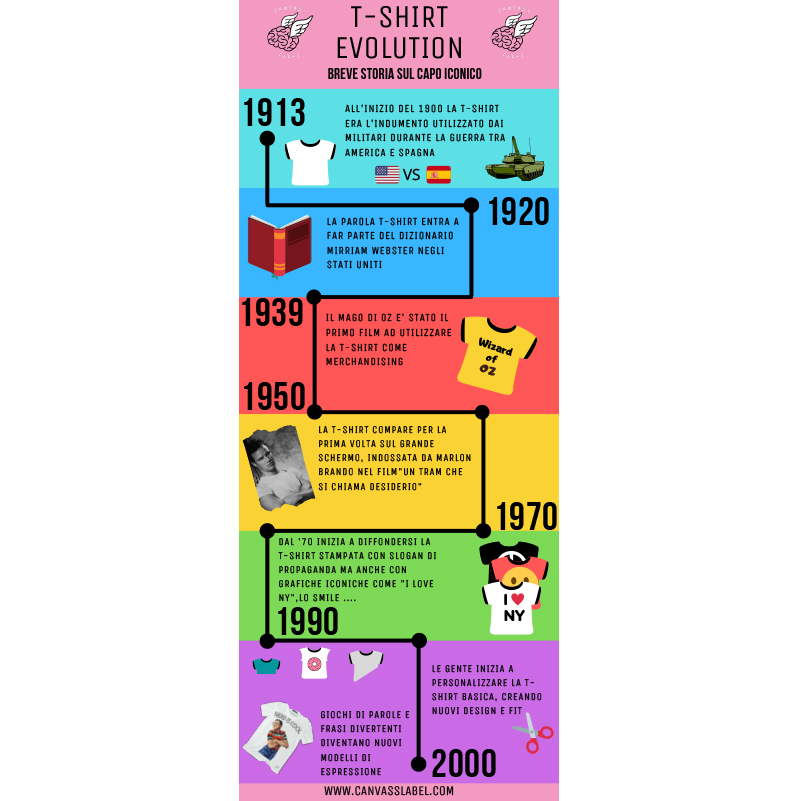 T-SHIRT
EVOLUTION
BREVE STORIA SUL CAPO ICONICO
1913
ALL'INIZIO DEL 1900 LA T-SHIRT
ERA L'INDUMENTO UTILIZZATO DAI
MILITARI DURANTE LA GUERRA TRA
AMERICA E SPAGNA
VS
1920
LA PAROLA T-SHIRT ENTRA A
FAR PARTE DEL DIZIONARIO
MIRRIAM WEBSTER NEGLI
STATI UNITI
1939
IL MAGO DI OZ E' STATO IL
PRIMO FILM AD UTILIZZARE
LA T-SHIRT COME
MERCHANDISING
Wizard
of
OZ
1950
LA T-SHIRT COMPARE PER LA
PRIMA VOLTA SUL GRANDE
SCHERMO, INDOSSATA DA MARLON
BRANDO NEL FILM"UN TRAM CHE
SI CHIAMA DESIDERIO"
1970
DAL '70 INIZIA A DIFFONDERSI LA
T-SHIRT STAMPATA CON SLOGAN DI
PROPAGANDA MA ANCHE CON
GRAFICHE ICONICHE COME "I LOVE
NY",LO SMILE ....
I
NY
1990
LE GENTE INIZIA A
PERSONALIZZARE LA T-
SHIRT BASICA, CREANDO
NUOVI DESIGN E FIT
GIOCHI DI PAROLE E
FRASI DIVERTENTI
DIVENTANO NUOVI
MODELLI DI
ESPRESSIONE
2000
WWW.CANVASSLABEL.COM